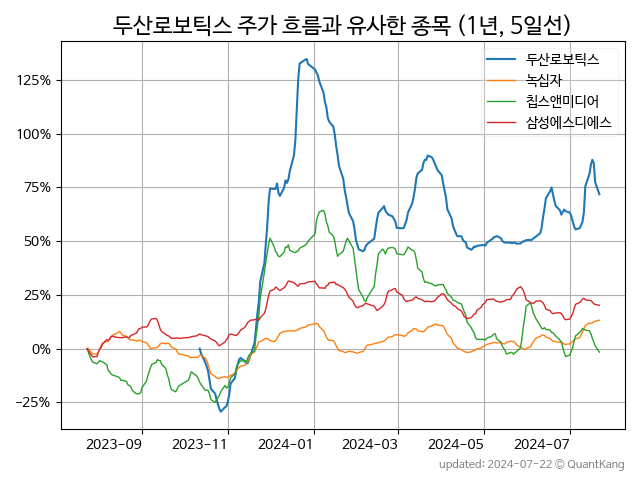 두산로보틱스 주가 흐름과 유사한 종목 (1년, 5일선)
두산로보틱스
녹십자
칩스앤미디어
삼성에스디에스
125%
100%
75%
50%
25%
0%
−25%
2023-09 2023-11 2024-01 2024-03 2024-05 2024-07
updated: 2024-07-22 © QuantKang